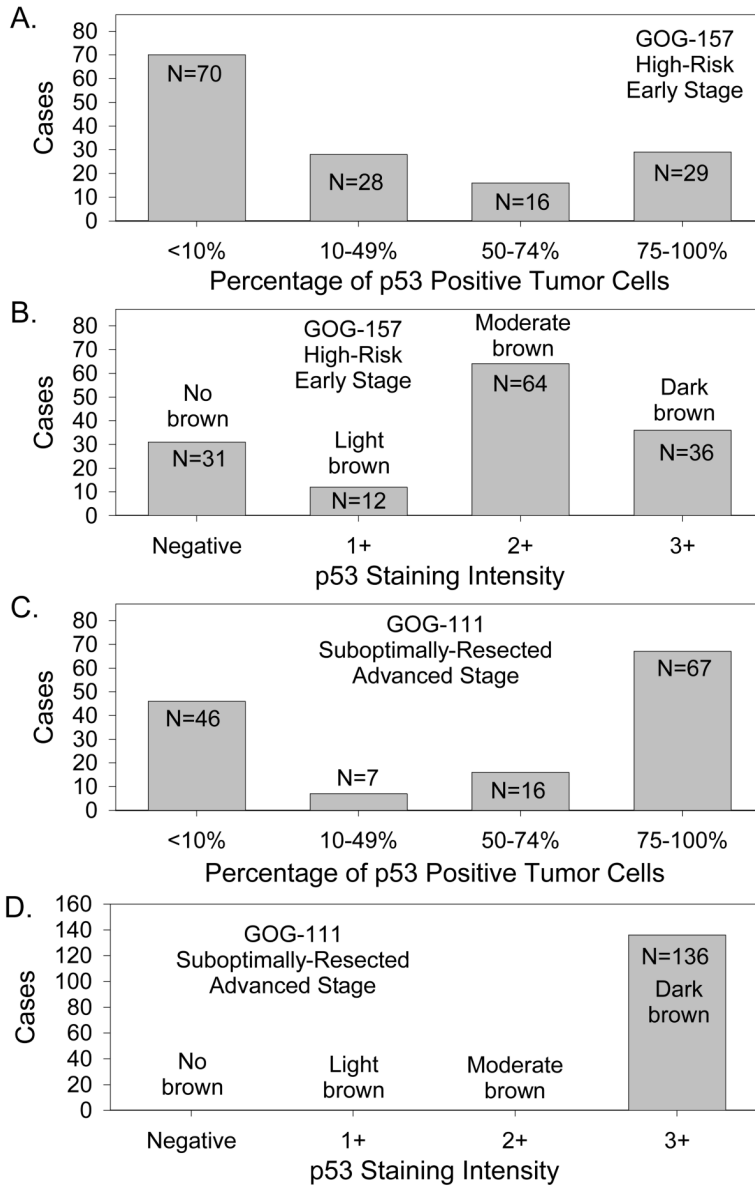 A.
Cases
80
70
60
50
40
30
20
10
0
N=70
N=28
N=16
N=29
GOG-157
High-Risk
Early Stage
<10%
10-49%
50-74%
75-100%
Percentage of p53 Positive Tumor Cells
B.
Cases
80
70
60
50
40
30
20
10
0
No
brown
N=31
GOG-157
High-Risk
Early Stage
Light
brown
N=12
Moderate
brown
N=64
Dark
brown
N=36
Negative
1+
2+
3+
p53 Staining Intensity
C.
Cases
80
70
60
50
40
30
20
10
0
GOG-111
Suboptimally-Resected
Advanced Stage
N=46
N=7
N=16
N=67
<10%
10-49%
50-74%
75-100%
Percentage of p53 Positive Tumor Cells
D.
Cases
160
140
120
100
80
60
40
20
0
GOG-111
Suboptimally-Resected
Advanced Stage
No
brown
Light
brown
Moderate
brown
N=136
Dark
brown
Negative
1+
2+
3+
p53 Staining Intensity